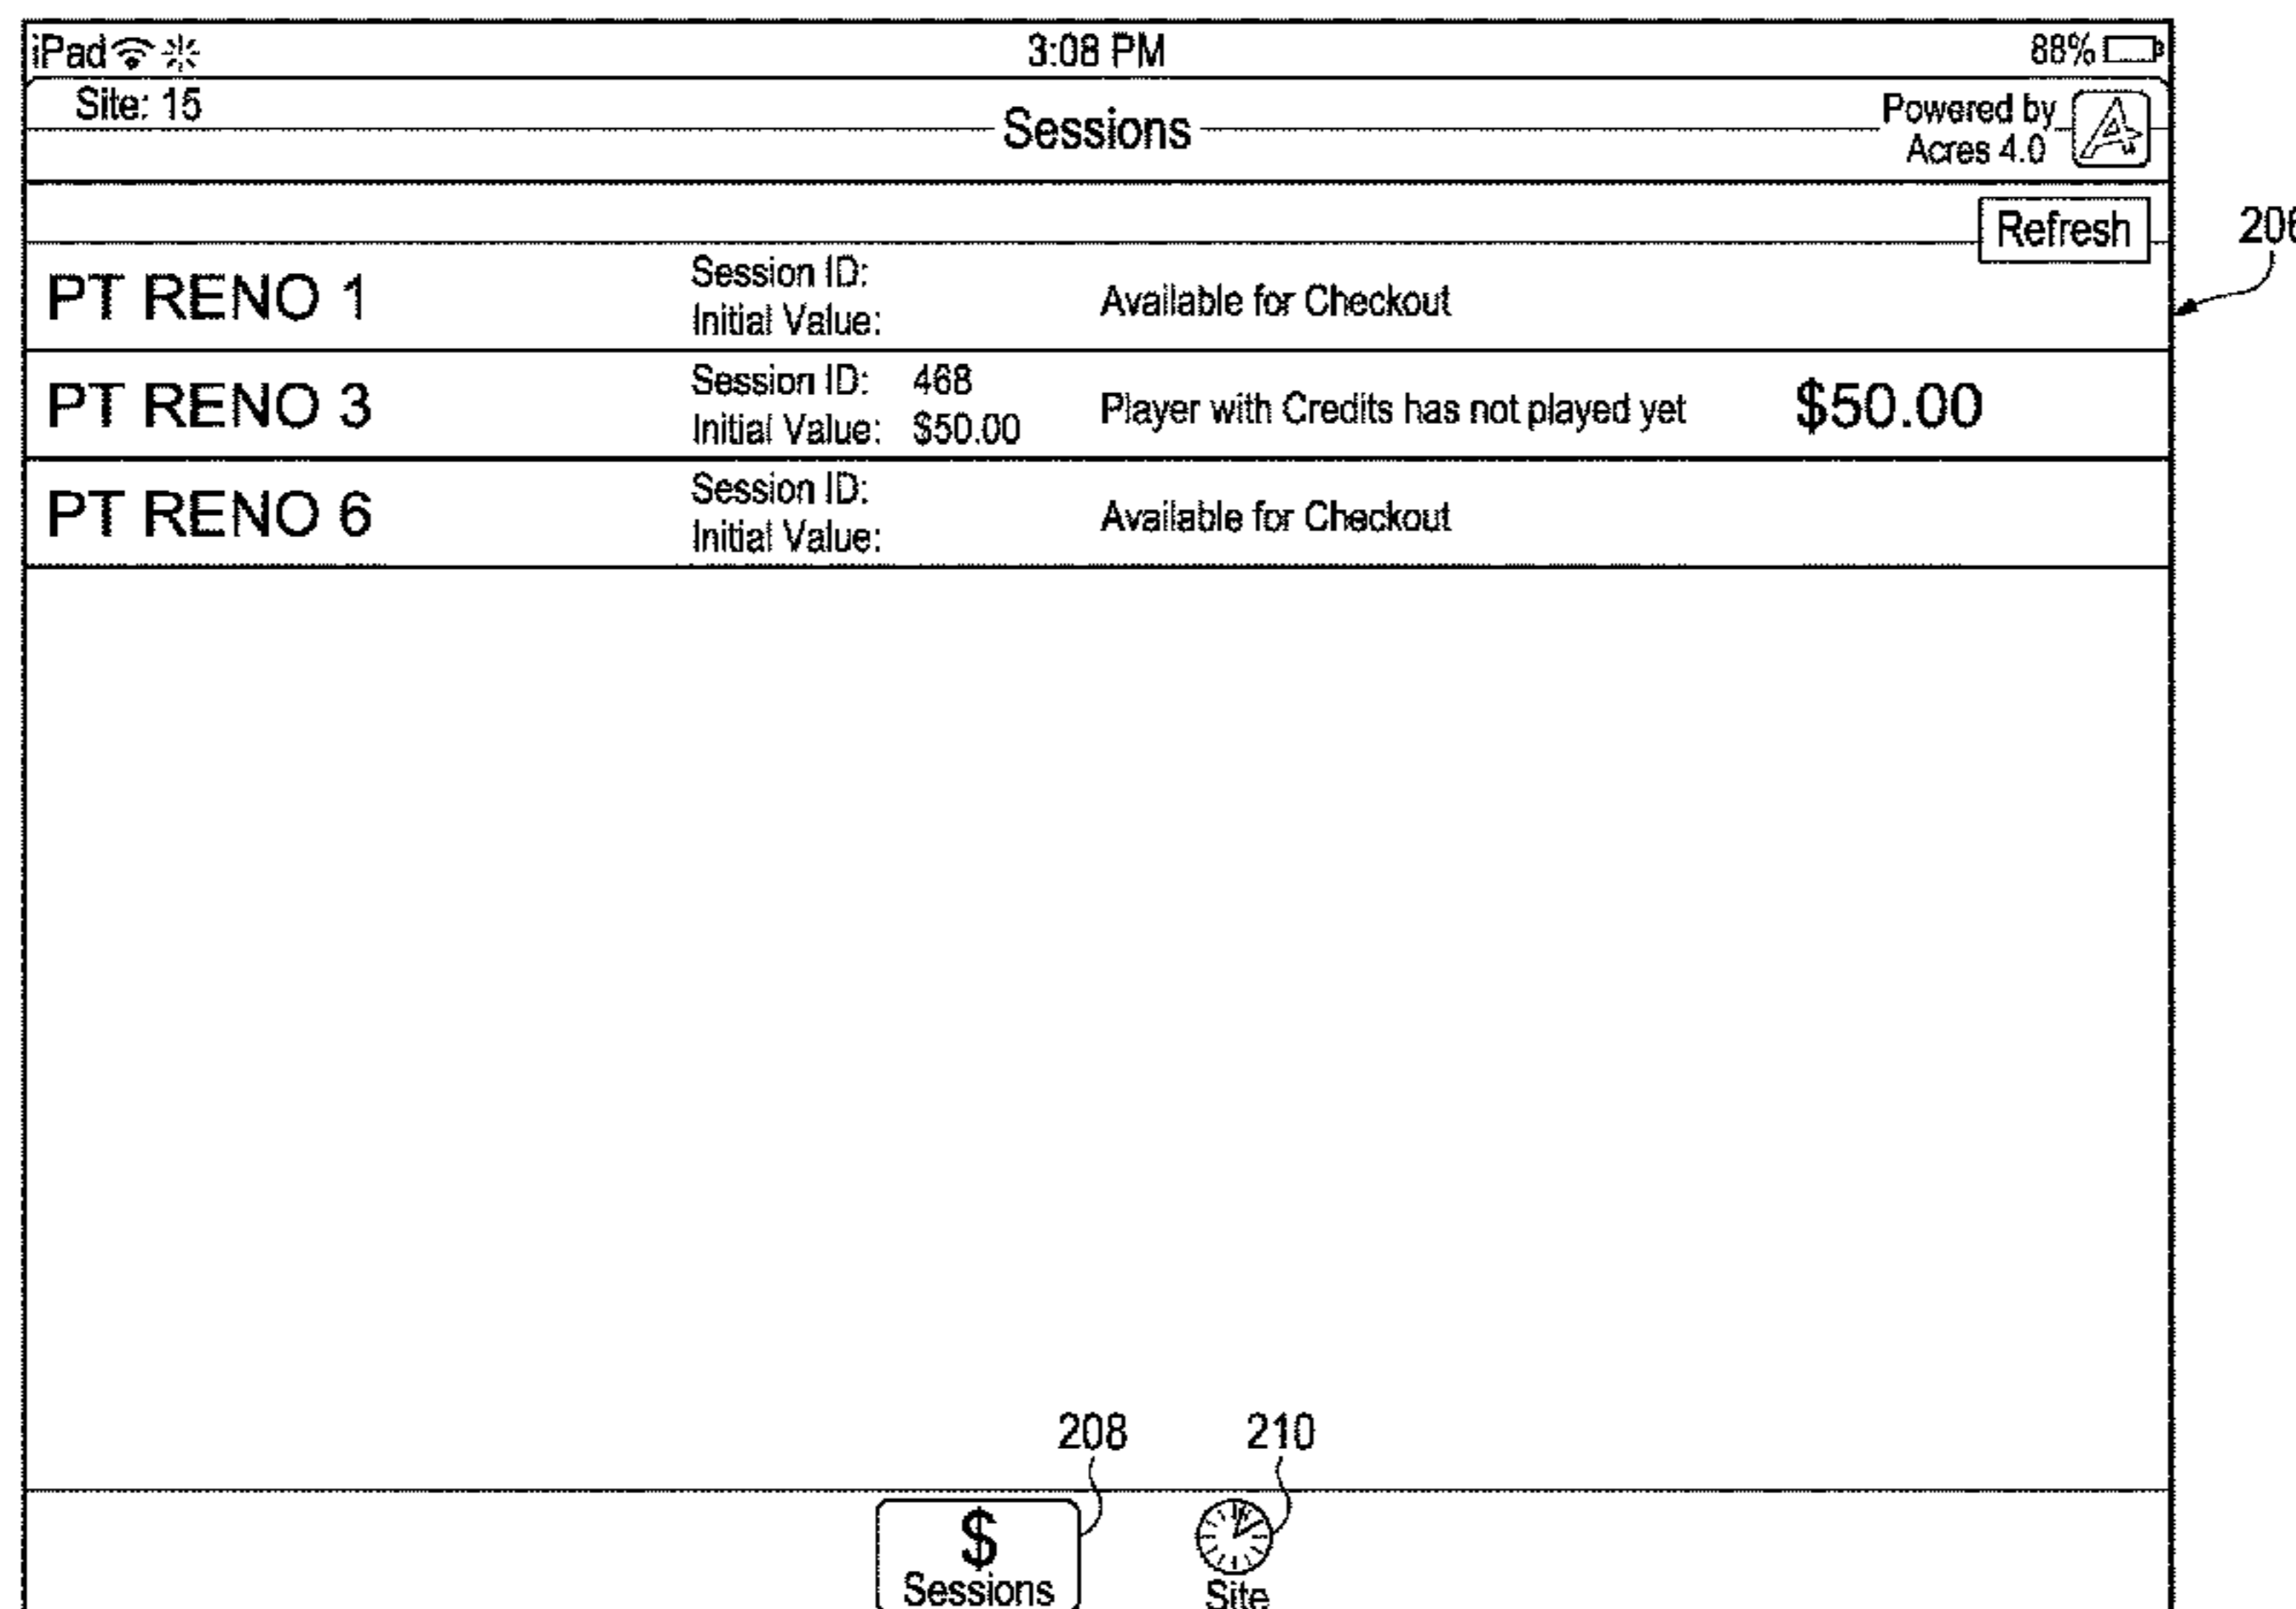 iPad 3:08 PM 88%
Site: 15
Sessions
Powered by
Acres 4.0
Refresh
206
PT RENO 1
Session ID:
Initial Value:
Available for Checkout
PT RENO 3
Session ID: 468
Initial Value: $50.00
Player with Credits has not played yet
$50.00
PT RENO 6
Session ID:
Initial Value:
Available for Checkout
208 210
$
Sessions
Site